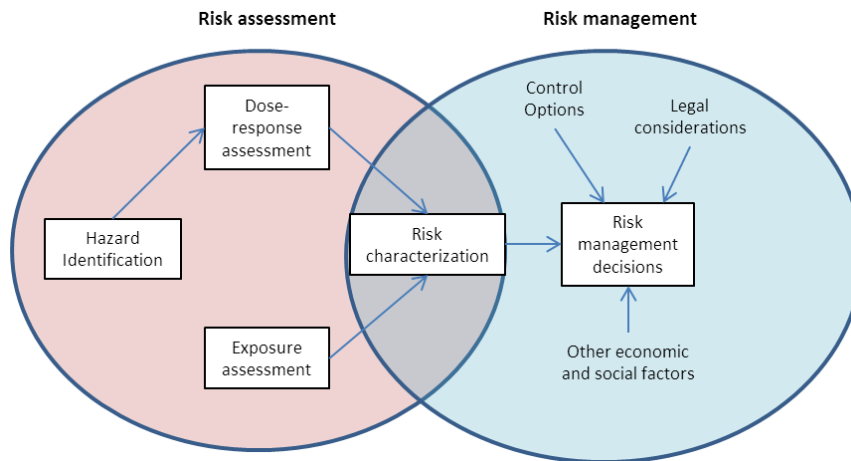 Risk assessment
Risk management
Dose-
response
assessment
Control
Options
Legal
considerations
Hazard
Identification
Risk
characterization
Risk
management
decisions
Exposure
assessment
Other economic
and social factors